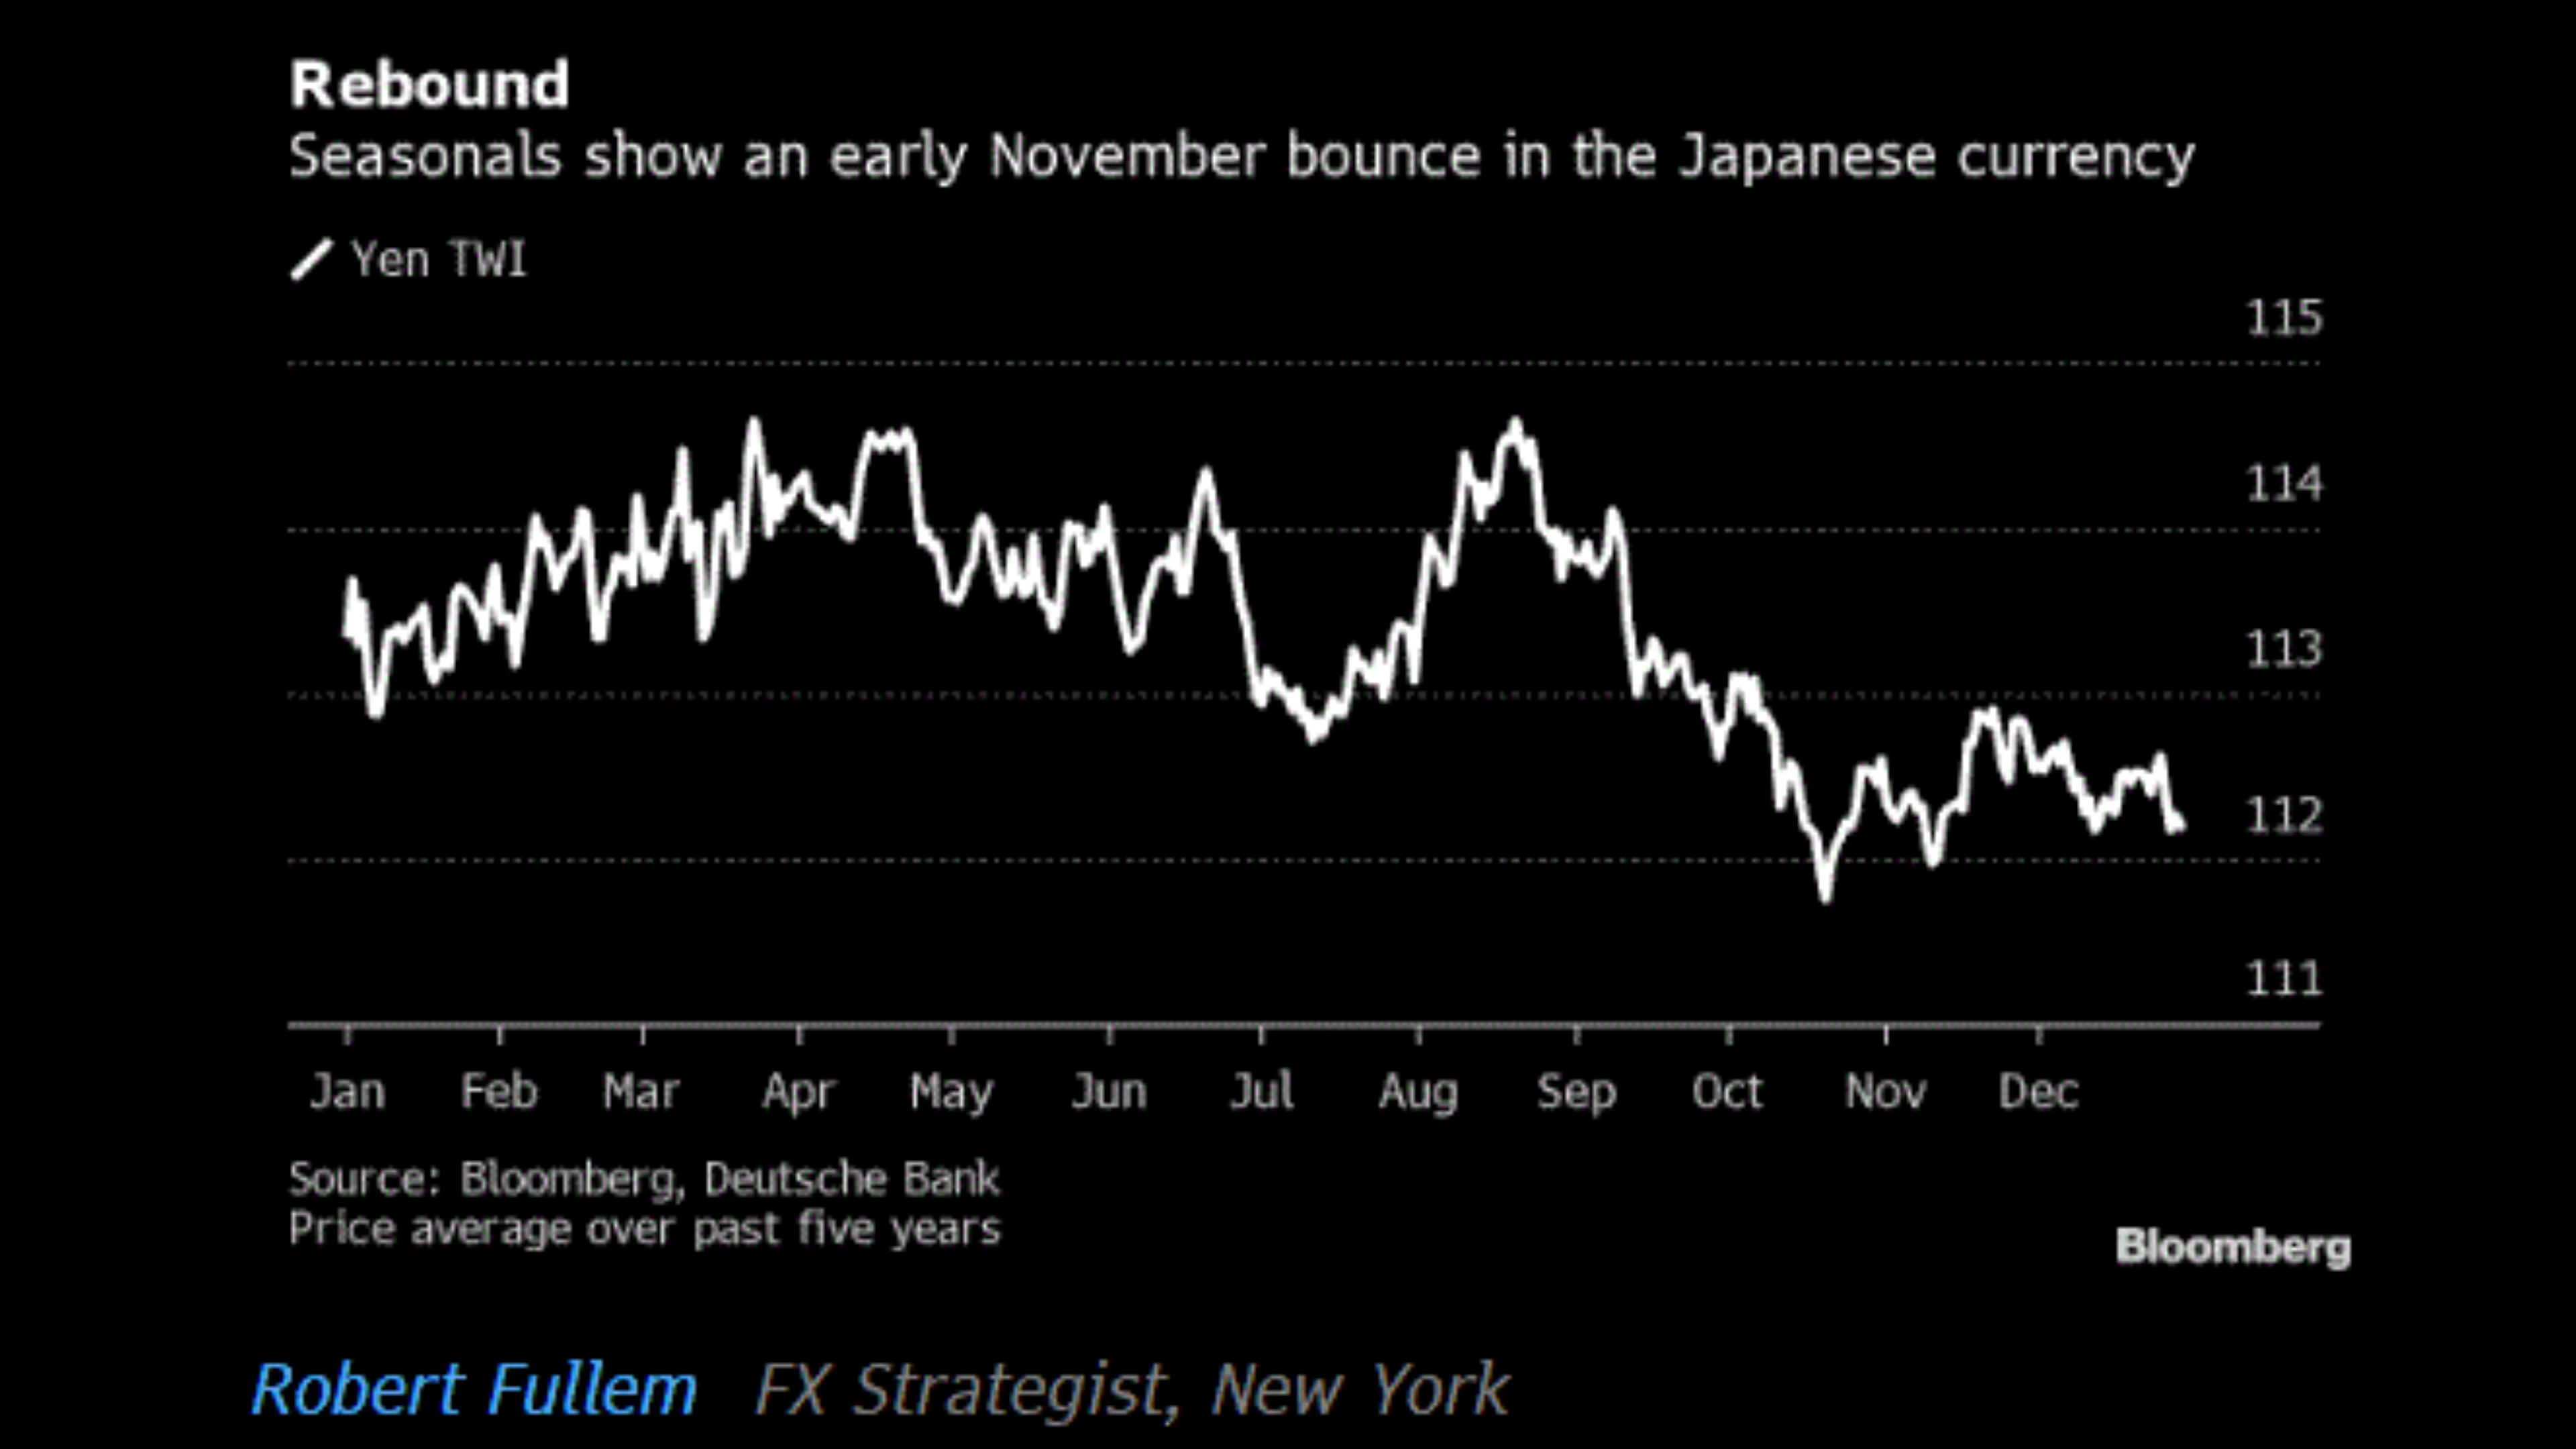 Rebound
Seasonals show an early November bounce in the Japanese currency
Yen TWI
115
114
113
112
111
Jan Feb Mar Apr May Jun Jul Aug Sep Oct Nov Dec
Source: Bloomberg, Deutsche Bank
Price average over past five years
Bloomberg
Robert Fullem FX Strategist, New York